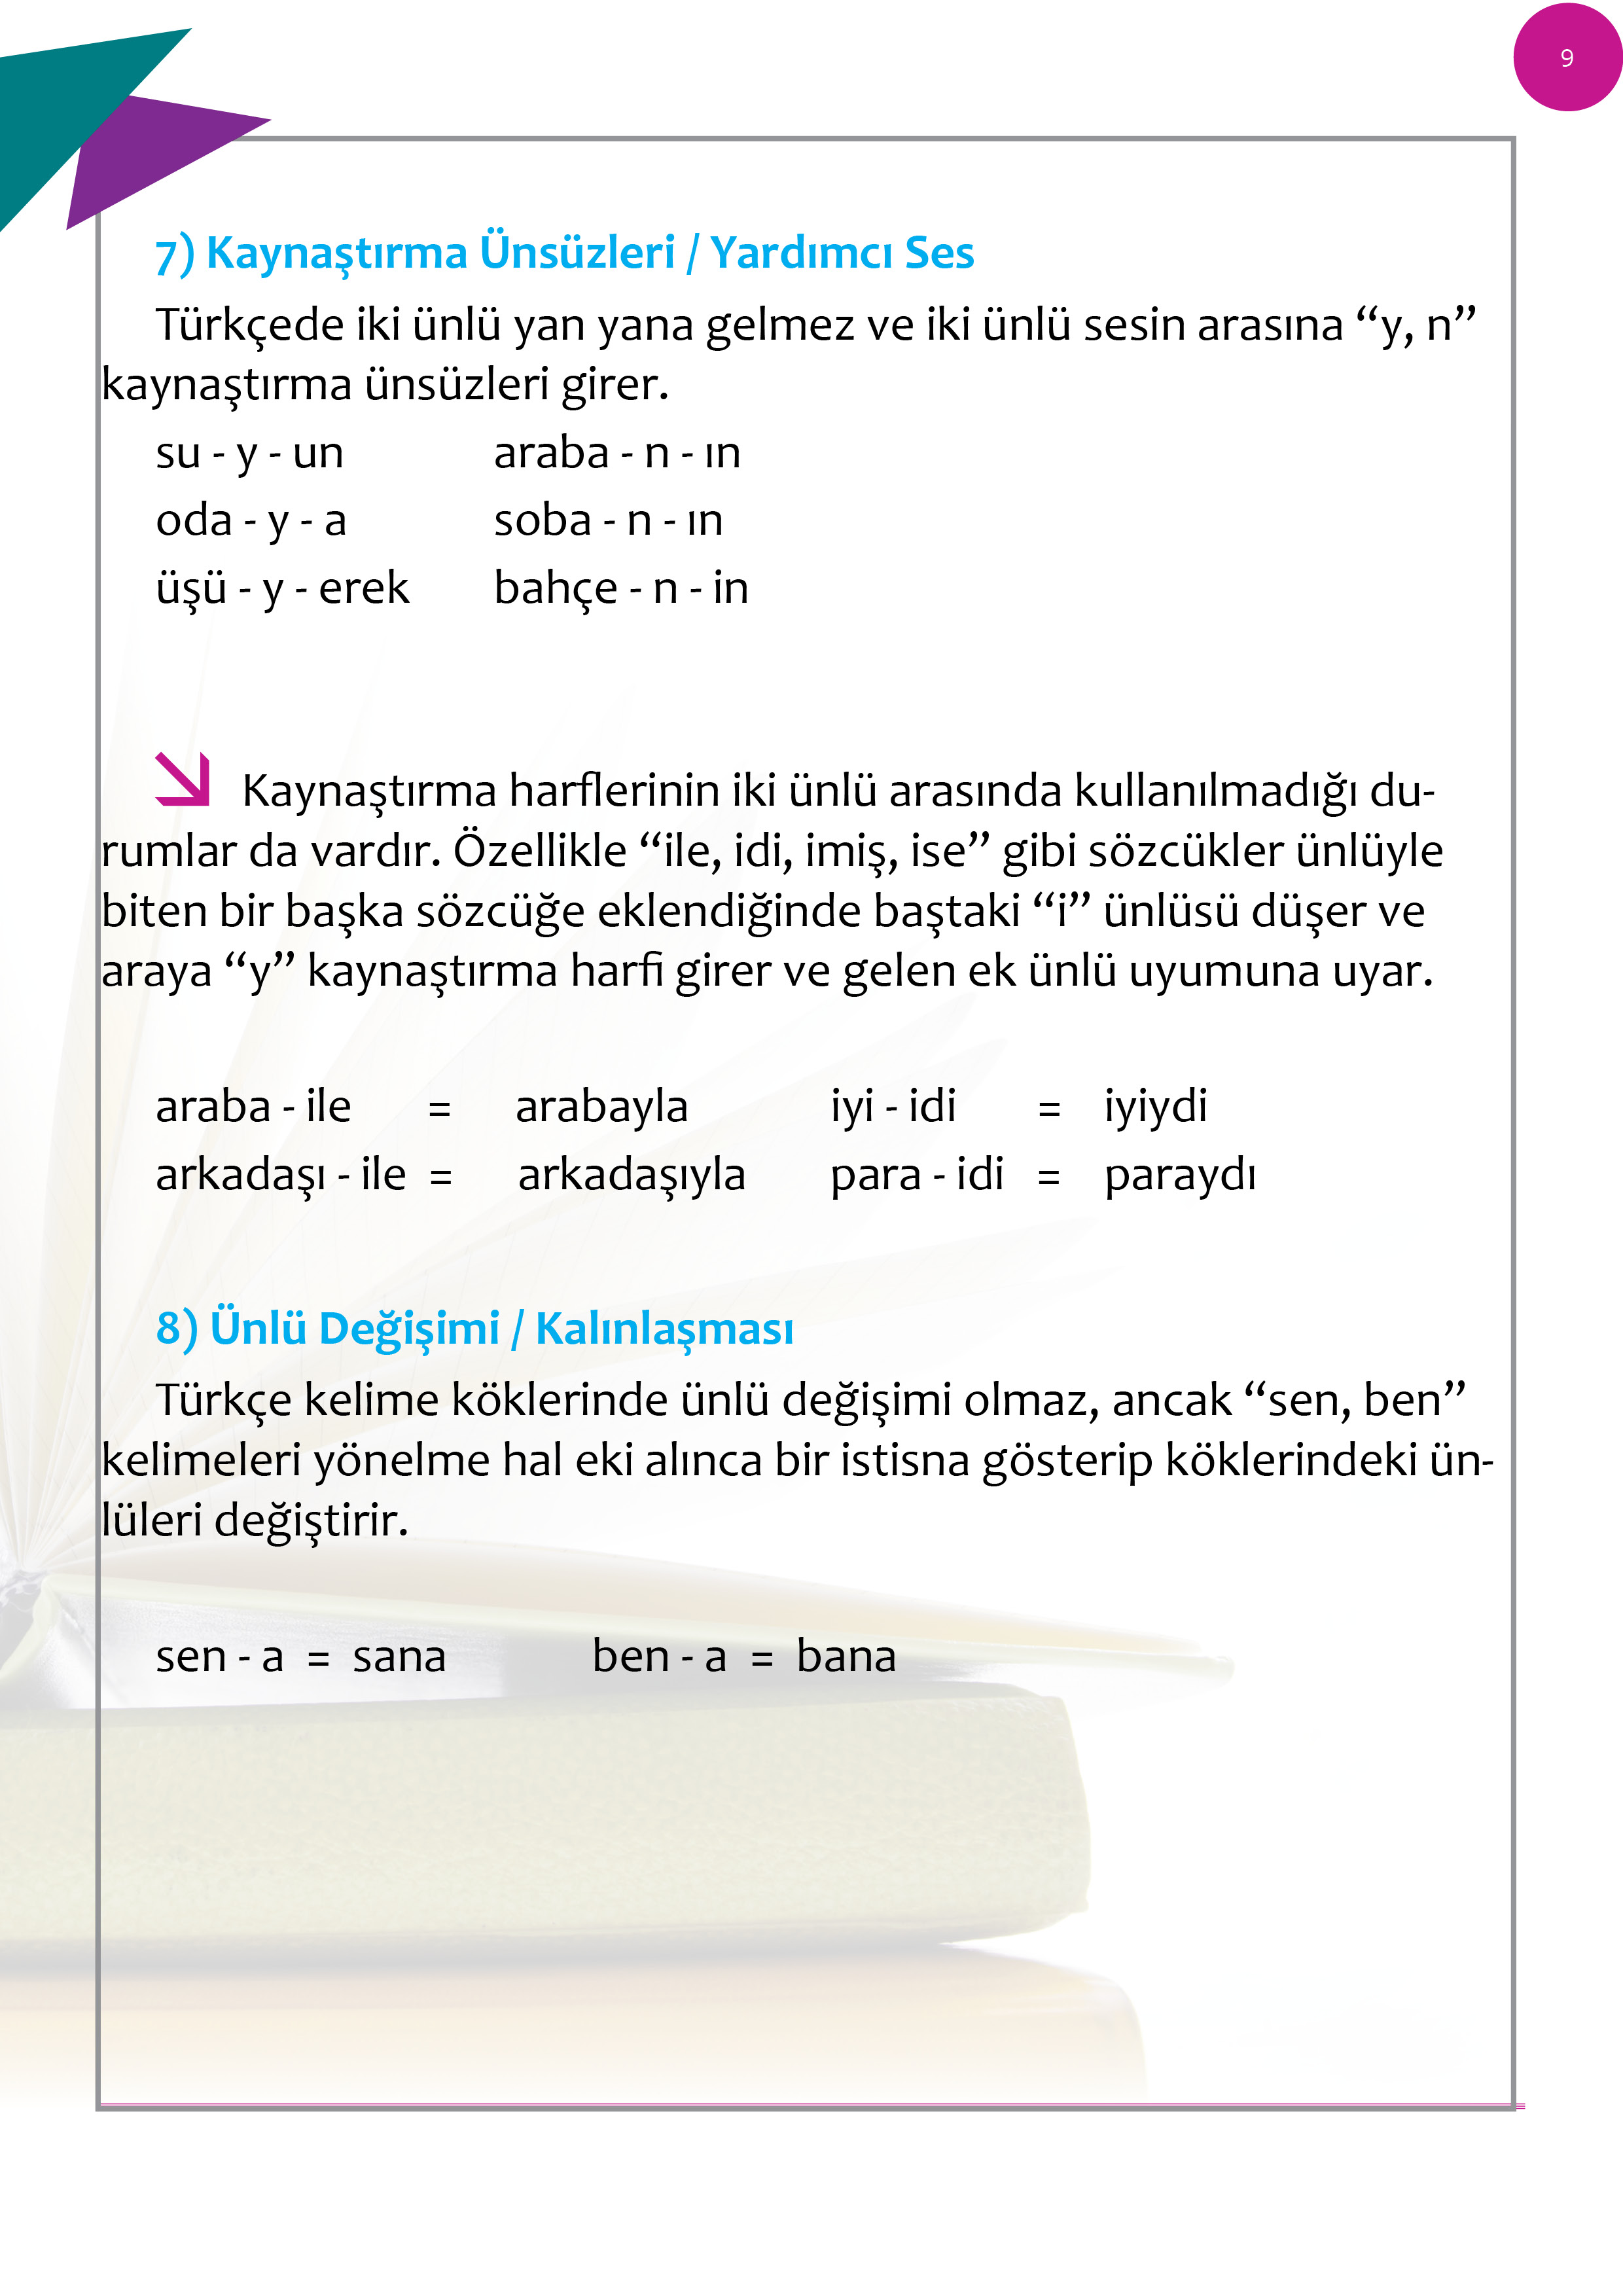 9
7) Kaynaştırma Ünsüzleri / Yardımcı Ses
Türkçede iki ünlü yan yana gelmez ve iki ünlü sesin arasına “y, n”
kaynaştırma ünsüzleri girer.
su - y - un araba - n - ın
oda - y - a soba - n - ın
üşü - y - erek bahçe - n - in
Kaynaştırma harflerinin iki ünlü arasında kullanılmadığı du-
rumlar da vardır. Özellikle “ile, idi, imiş, ise” gibi sözcükler ünlüyle
biten bir başka sözcüğe eklendiğinde baştaki “i” ünlüsü düşer ve
araya “y” kaynaştırma harfi girer ve gelen ek ünlü uyumuna uyar.
araba - ile = arabayla iyi - idi = iyiydi
arkadaşı - ile = arkadaşıyla para - idi = paraydı
8) Ünlü Değişimi / Kalınlaşması
Türkçe kelime köklerinde ünlü değişimi olmaz, ancak “sen, ben”
kelimeleri yönelme hal eki alınca bir istisna gösterip köklerindeki ün-
lüleri değiştirir.
sen - a = sana ben - a = bana